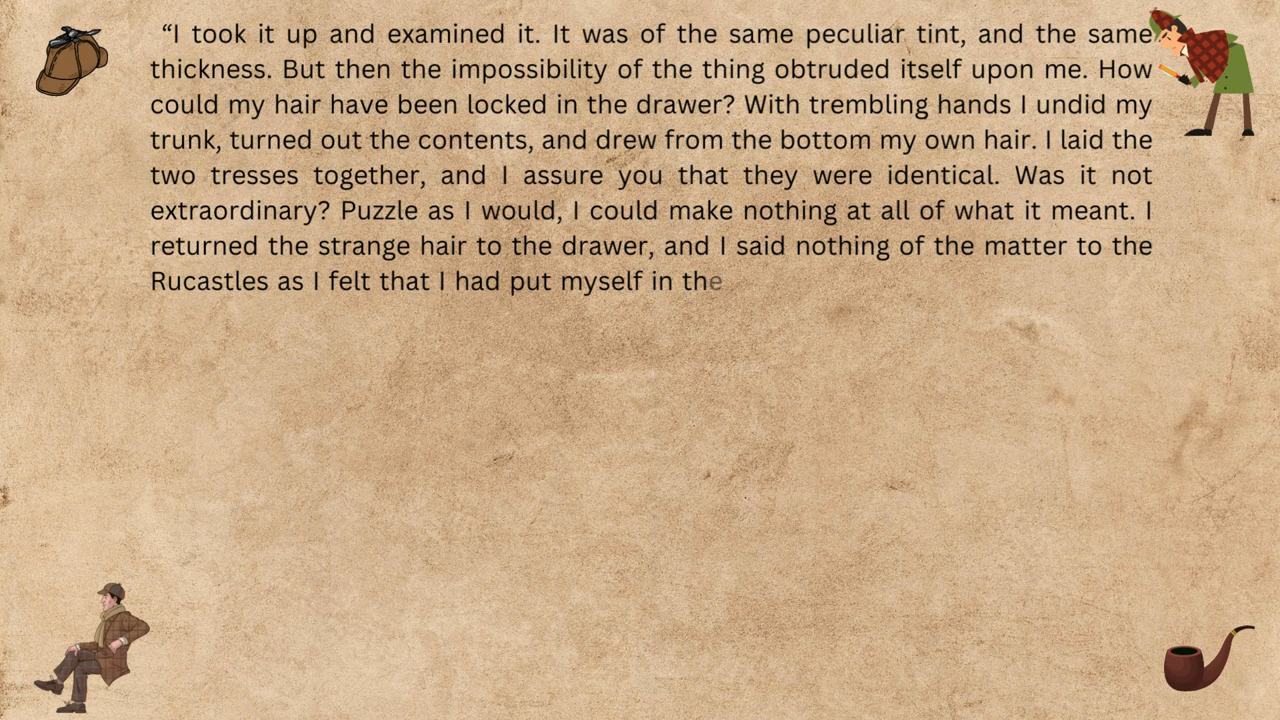 “I took it up and examined it. It was of the same peculiar tint, and the same
thickness. But then the impossibility of the thing obtruded itself upon me. How
could my hair have been locked in the drawer? With trembling hands I undid my
trunk, turned out the contents, and drew from the bottom my own hair. I laid the
two tresses together, and I assure you that they were identical. Was it not
extraordinary? Puzzle as I would, I could make nothing at all of what it meant. I
returned the strange hair to the drawer, and I said nothing of the matter to the
Rucastles as I felt that I had put myself in the